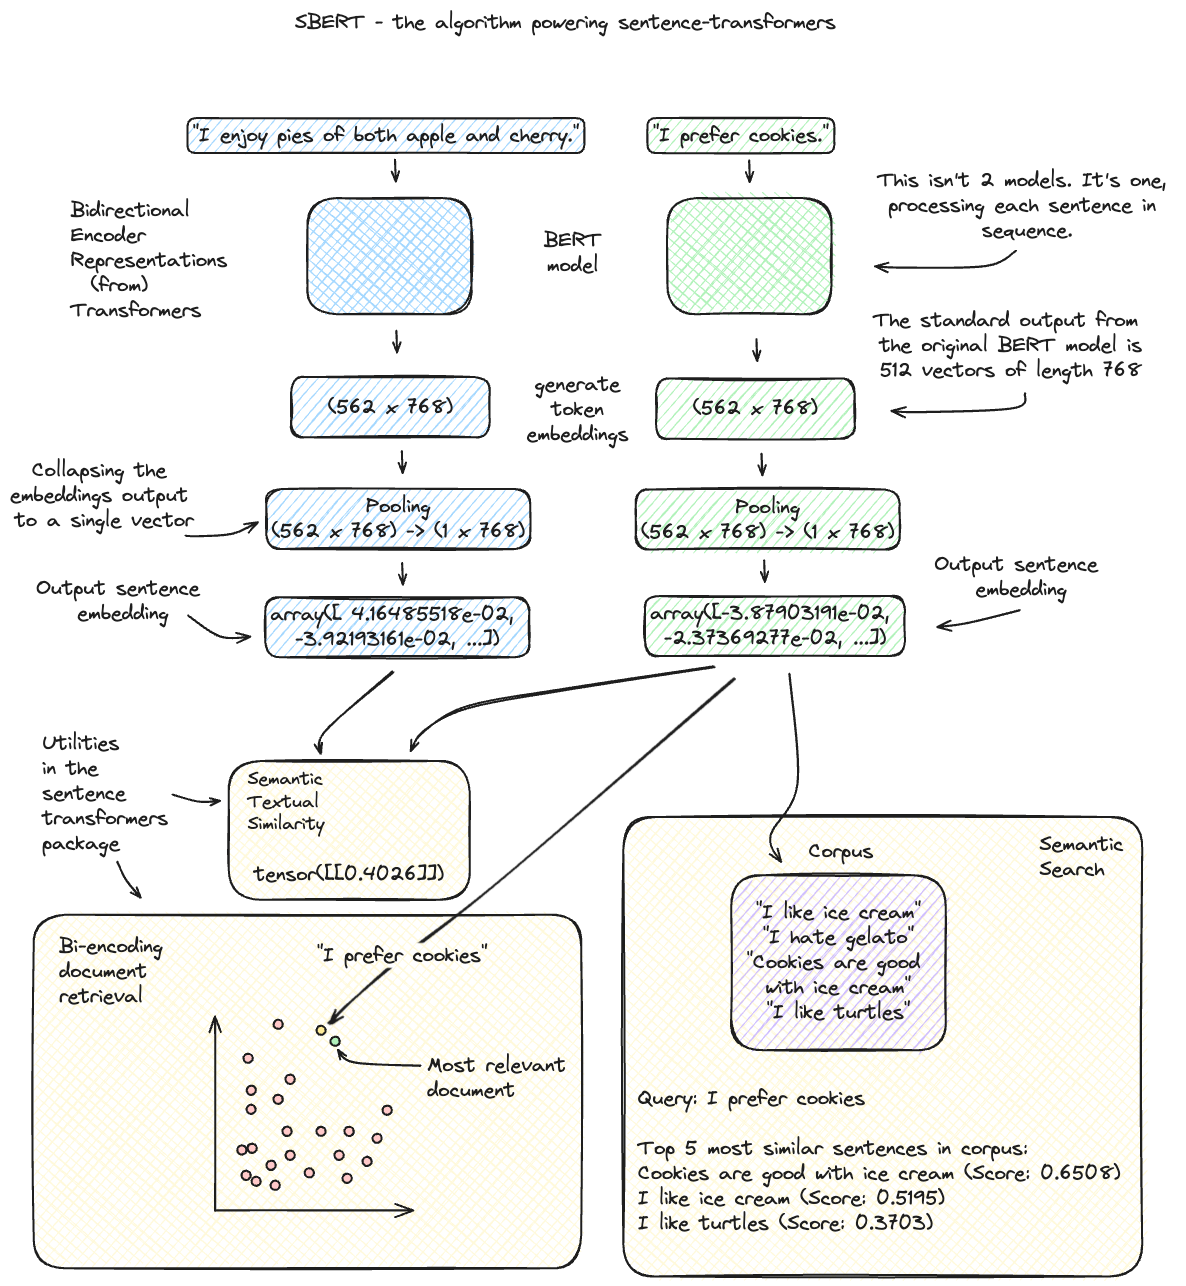 SBERT - the algorithm powering sentence-transformers
"I enjoy pies of both apple and cherry."
"I prefer cookies."
Bidirectional
Encoder
Representations
(from)
Transformers
BERT
model
This isn't 2 models. It's one,
processing each sentence in
sequence.
The standard output from
the original BERT model is
512 vectors of length 768
(562 x 768)
generate
token
embeddings
(562 x 768)
Collapsing the
embeddings output
to a single vector
Pooling
(562 x 768) -> (1 x 768)
Pooling
(562 x 768) -> (1 x 768)
Output sentence
embedding
array([ 4.16485518e-02,
-3.92193161e-02, ...])
array([-3.87903191e-02,
-2.37369277e-02, ...])
Output sentence
embedding
Utilities
in the
sentence
transformers
package
Semantic
Textual
Similarity
tensor([[0.4026]])
Bi-encoding
document
retrieval
"I prefer cookies"
Most relevant
document
Semantic
Search
Corpus
"I like ice cream"
"I hate gelato"
"Cookies are good
with ice cream"
"I like turtles"
Query: I prefer cookies
Top 5 most similar sentences in corpus:
Cookies are good with ice cream (Score: 0.6508)
I like ice cream (Score: 0.5195)
I like turtles (Score: 0.3703)